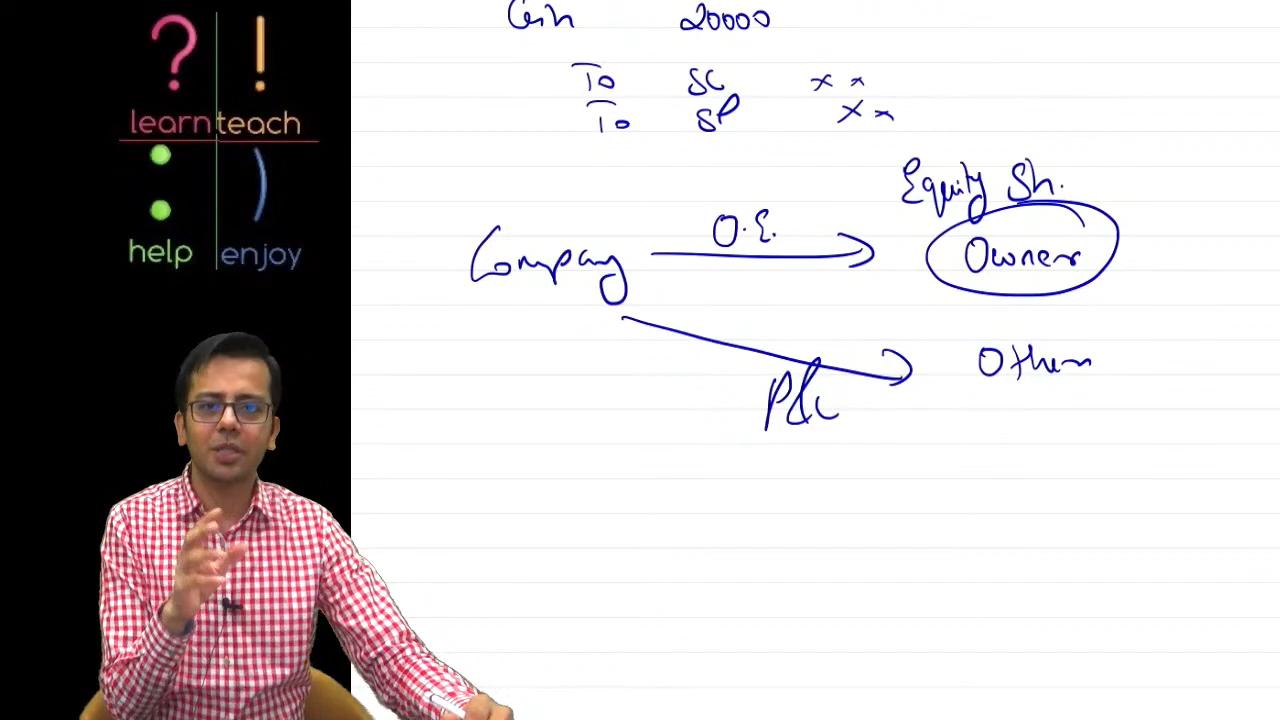 ?
!
learn teach
:
)
help enjoy
Cash 20000
To SC x x
To SP x x
Equity Sh.
Company O.E. Owner
P&L Others